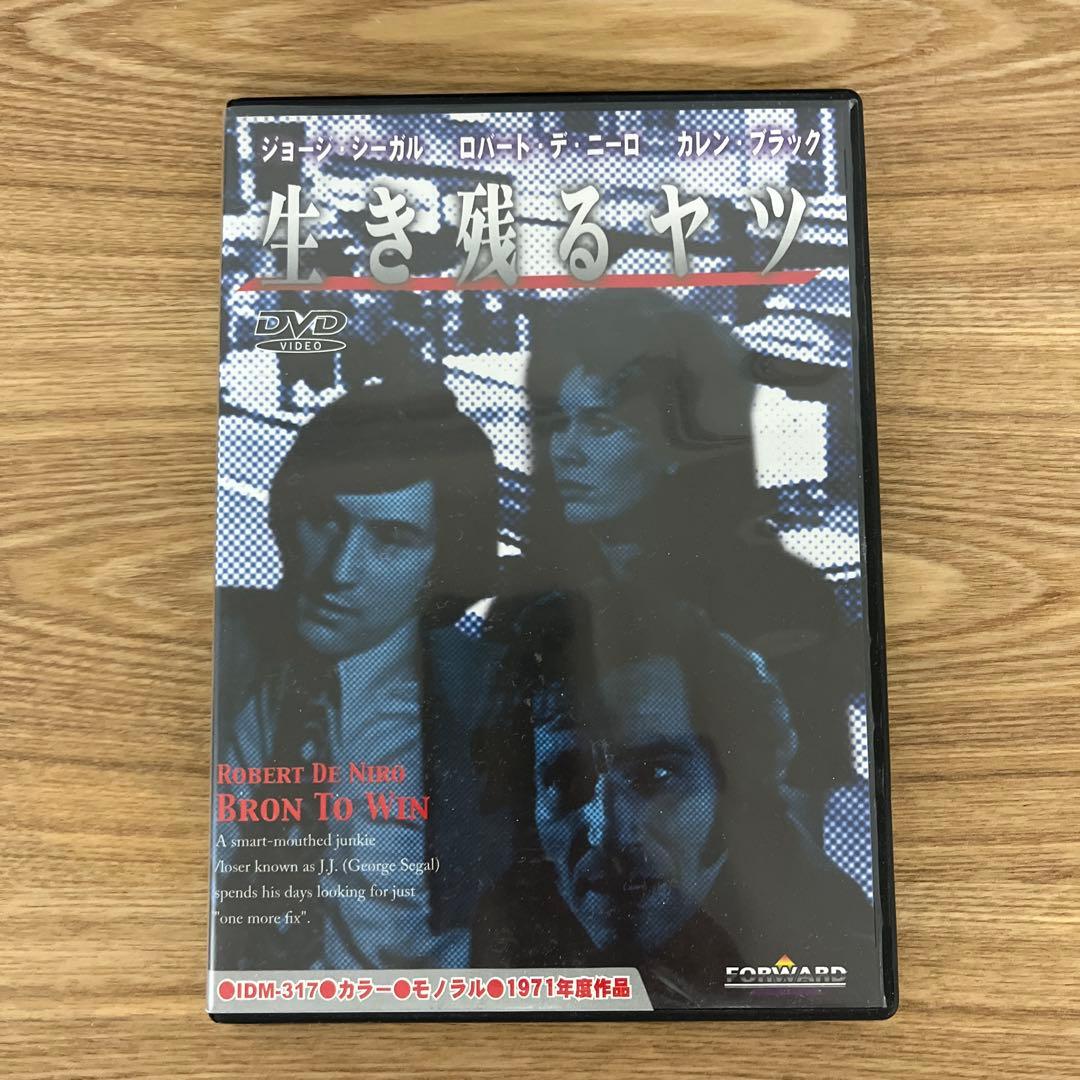 ジョージ・シーガル ロバート・デ・ニーロ カレン・ブラック
生き残るヤツ
DVD
VIDEO
ROBERT DE NIRO
BRON TO WIN
A smart-mouthed junkie
/loser known as J.J. (George Segal)
spends his days looking for just
"one more fix".
●IDM-317●カラー●モノラル●1971年度作品
FORWARD